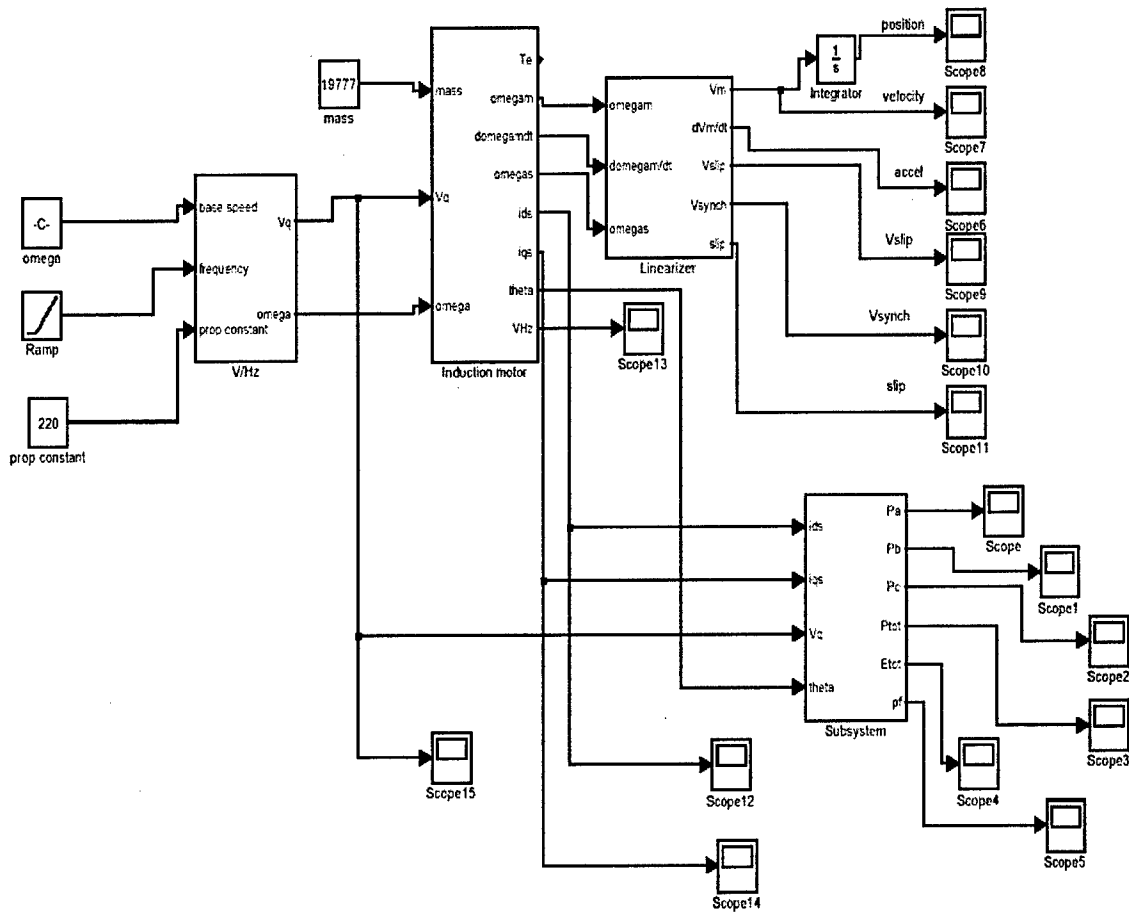 19777
mass
-C-
omega
Ramp
220
prop constant
base speed
frequency
prop constant
Vq
omega
V/Hz
mass
Vq
omega
Te
omegam
domegamdt
omegas
ids
iqs
theta
VHz
Induction motor
Scope13
omegam
domegam/dt
omegas
Vm
dVm/dt
Vslip
Vsynch
slip
Linearizer
1
s
Integrator
position
Scope8
velocity
Scope7
accel
Scope6
Vslip
Scope9
Vsynch
Scope10
slip
Scope11
ids
iqs
Vq
theta
Pa
Pb
Pc
Ptot
Etot
pf
Subsystem
Scope
Scope1
Scope2
Scope3
Scope4
Scope5
Scope15
Scope12
Scope14